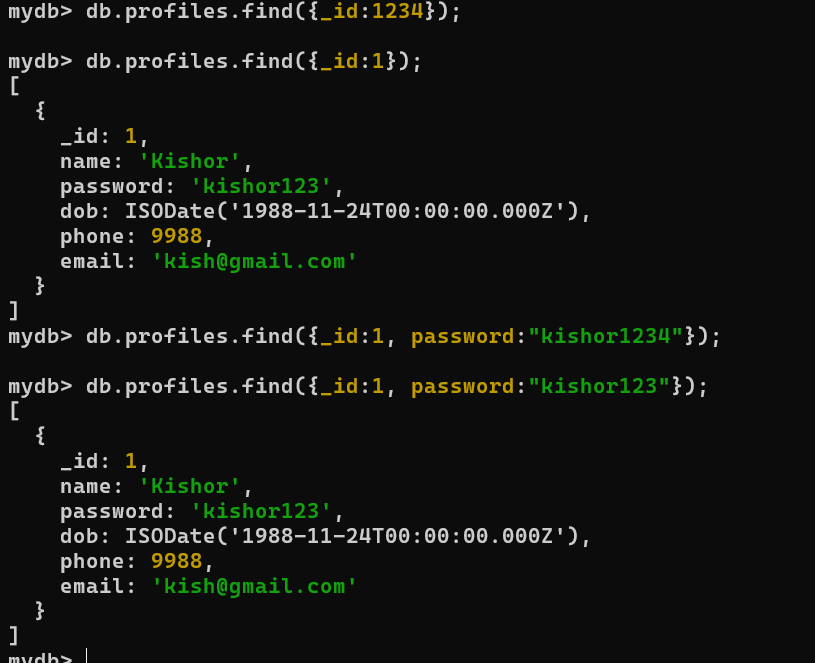 mydb> db.profiles.find({_id:1234});
mydb> db.profiles.find({_id:1});
[
  {
    _id: 1,
    name: 'Kishor',
    password: 'kishor123',
    dob: ISODate('1988-11-24T00:00:00.000Z'),
    phone: 9988,
    email: 'kish@gmail.com'
  }
]
mydb> db.profiles.find({_id:1, password:"kishor1234"});
mydb> db.profiles.find({_id:1, password:"kishor123"});
[
  {
    _id: 1,
    name: 'Kishor',
    password: 'kishor123',
    dob: ISODate('1988-11-24T00:00:00.000Z'),
    phone: 9988,
    email: 'kish@gmail.com'
  }
]
mydb>